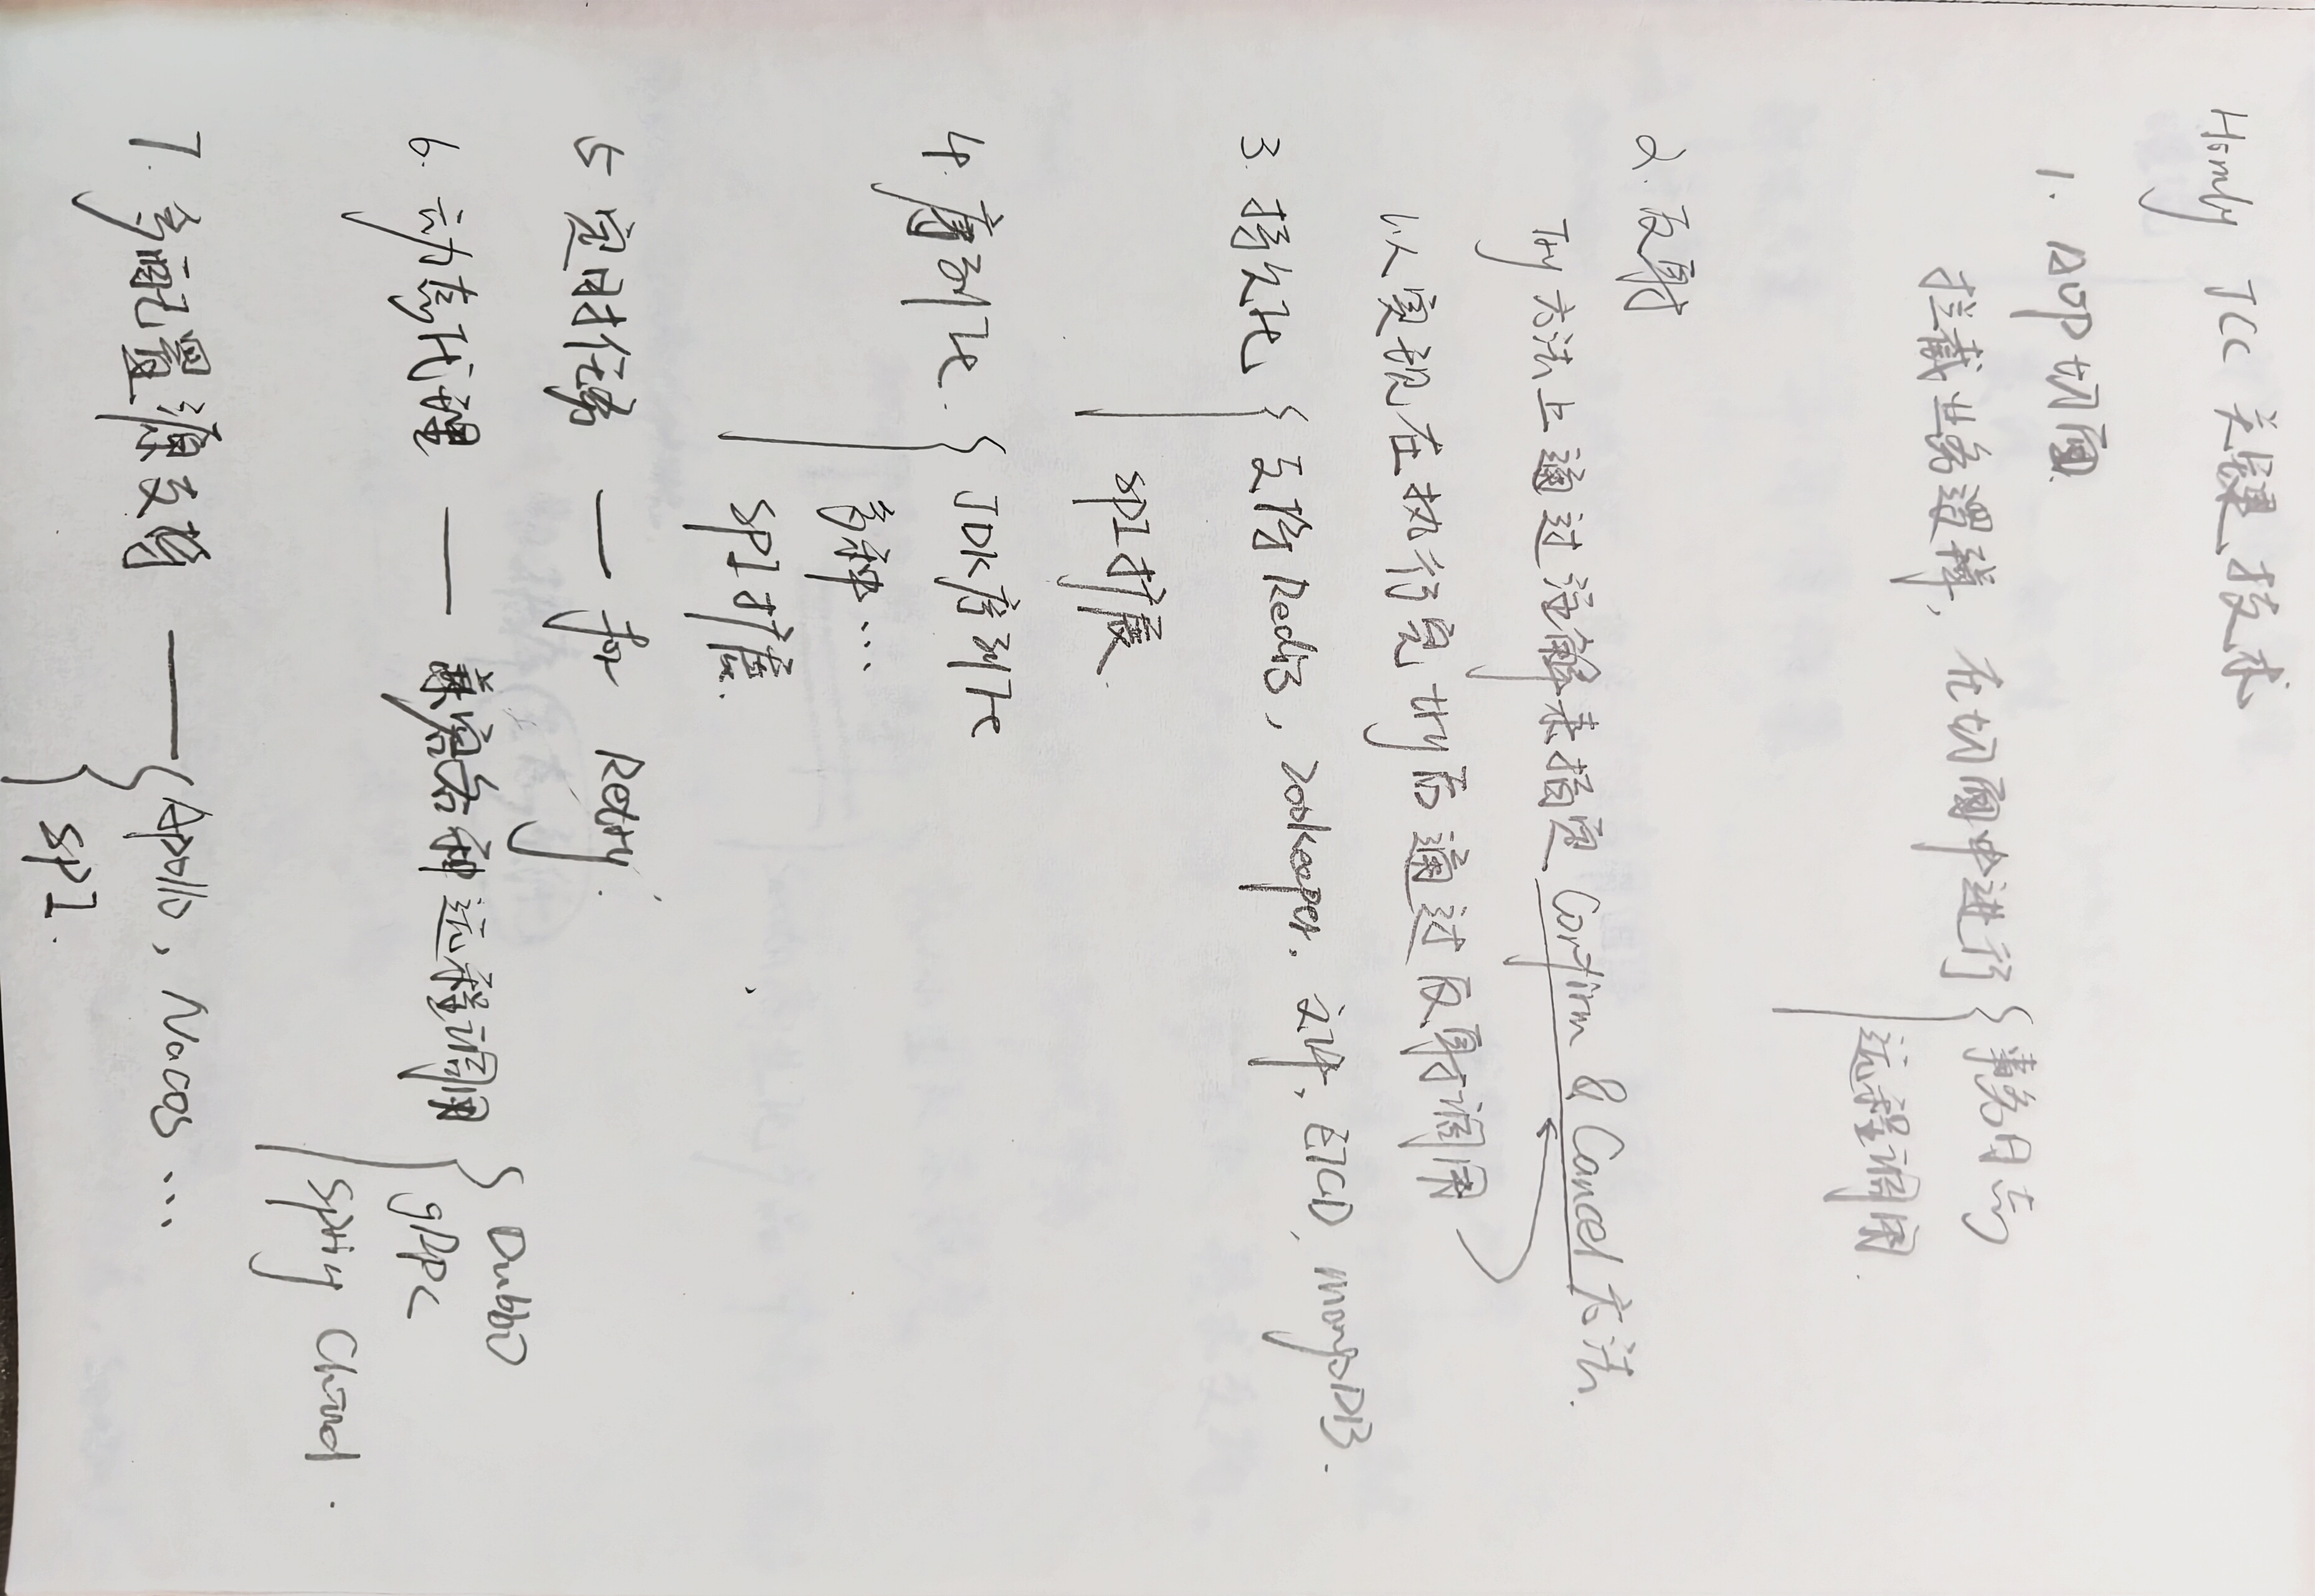 Homly TCC 关键技术
1. AOP切面.
拦截业务逻辑, 在切面中进行
事务日志
远程调用.
2. 反射
Try方法上通过注解来指定 Confirm & Cancel 方法.
以实现在执行完 try后通过反射调用
3. 持久化
支持Redis, Zookeeper, 文件, ETCD, mongoDB.
SPI扩展.
4. 序列化.
JDK序列化
多种 …
SPI扩展.
5 定时任务 — for Retry.
6. 动态代理 — 兼容各种远程调用
Dubbo
gRPC
Spring Cloud.
7. 多配置源支持 — Apollo, Nacos …
SPI.